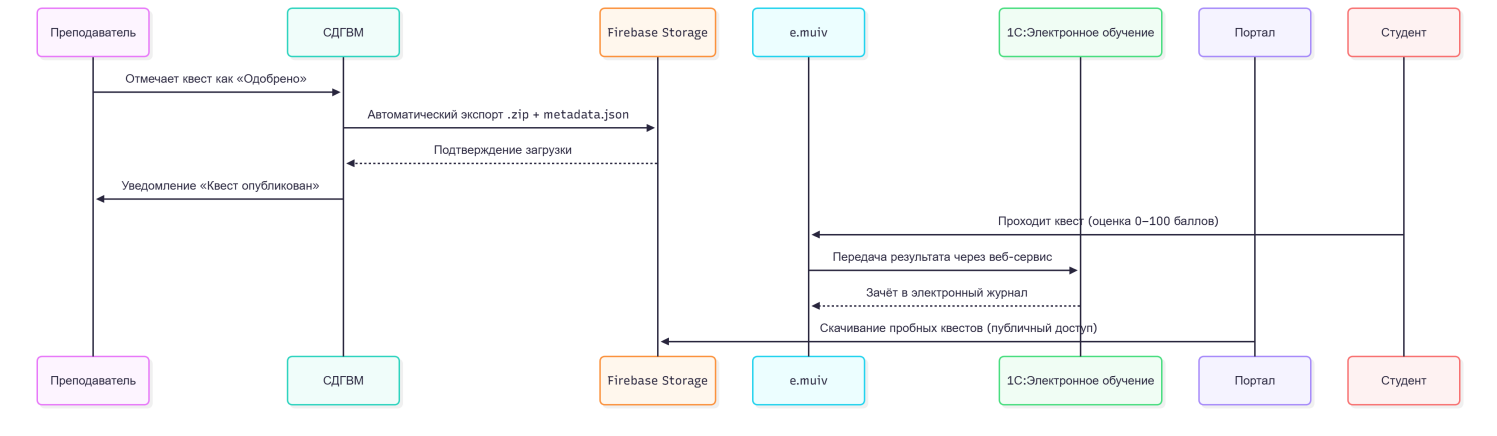 Преподаватель
СДГВМ
Firebase Storage
e.muiv
1С:Электронное обучение
Портал
Студент
Отмечает квест как «Одобрено»
Автоматический экспорт .zip + metadata.json
Подтверждение загрузки
Уведомление «Квест опубликован»
Проходит квест (оценка 0–100 баллов)
Передача результата через веб-сервис
Зачёт в электронный журнал
Скачивание пробных квестов (публичный доступ)
Преподаватель
СДГВМ
Firebase Storage
e.muiv
1С:Электронное обучение
Портал
Студент